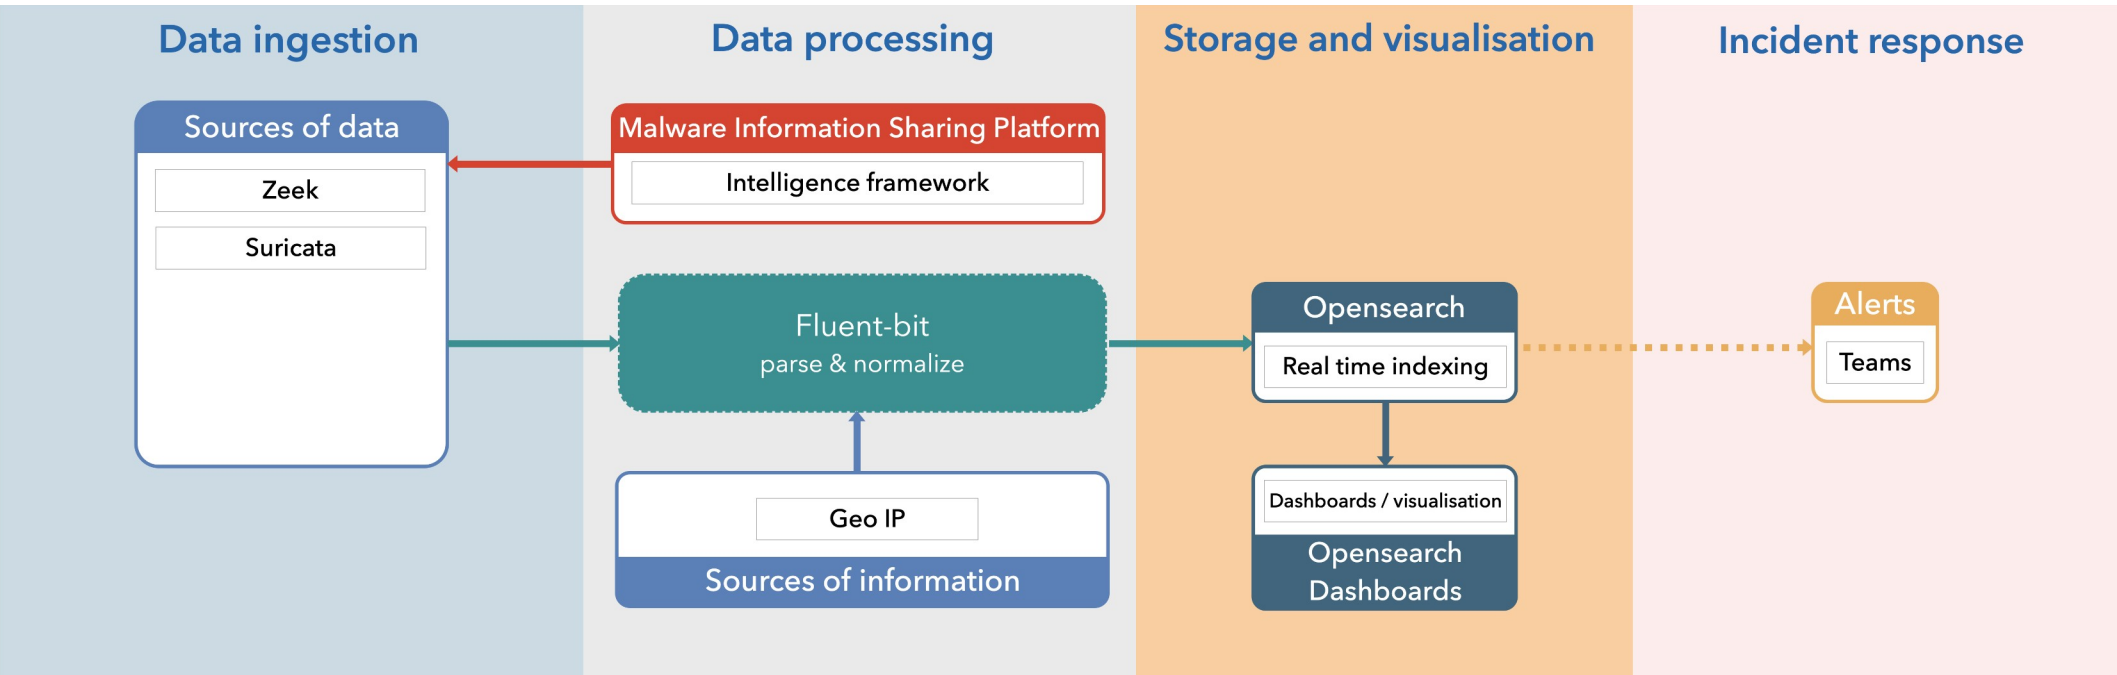 Data ingestion
Data processing
Storage and visualisation
Incident response
Sources of data
Zeek
Suricata
Malware Information Sharing Platform
Intelligence framework
Fluent-bit
parse & normalize
Geo IP
Sources of information
Opensearch
Real time indexing
Dashboards / visualisation
Opensearch
Dashboards
Alerts
Teams